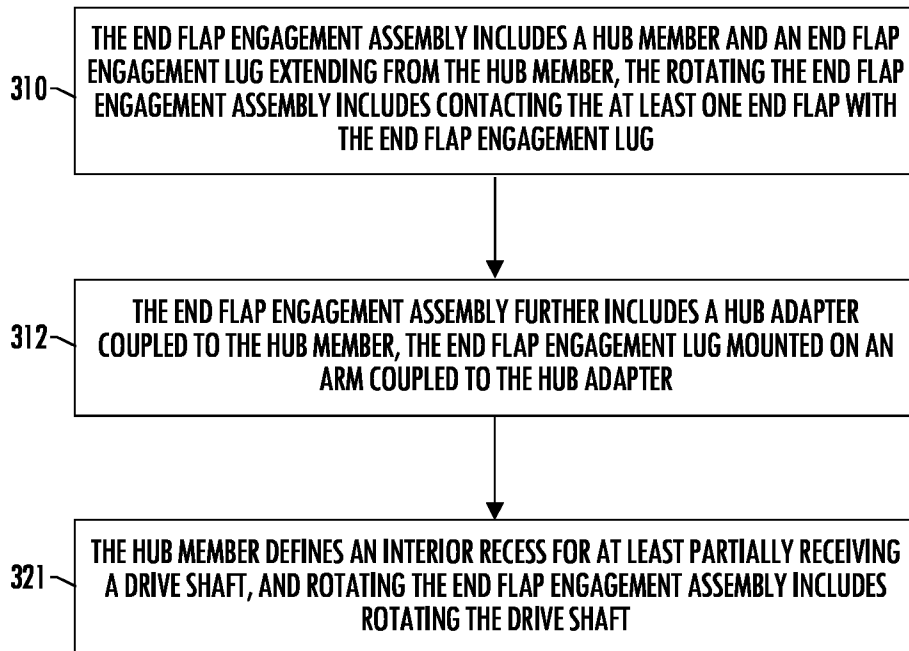 THE END FLAP ENGAGEMENT ASSEMBLY INCLUDES A HUB MEMBER AND AN END FLAP
ENGAGEMENT LUG EXTENDING FROM THE HUB MEMBER, THE ROTATING THE END FLAP
310
ENGAGEMENT ASSEMBLY INCLUDES CONTACTING THE AT LEAST ONE END FLAP WITH
THE END FLAP ENGAGEMENT LUG
THE END FLAP ENGAGEMENT ASSEMBLY FURTHER INCLUDES A HUB ADAPTER
312
COUPLED TO THE HUB MEMBER, THE END FLAP ENGAGEMENT LUG MOUNTED ON AN
ARM COUPLED TO THE HUB ADAPTER
THE HUB MEMBER DEFINES AN INTERIOR RECESS FOR AT LEAST PARTIALLY RECEIVING
321
A DRIVE SHAFT, AND ROTATING THE END FLAP ENGAGEMENT ASSEMBLY INCLUDES
ROTATING THE DRIVE SHAFT